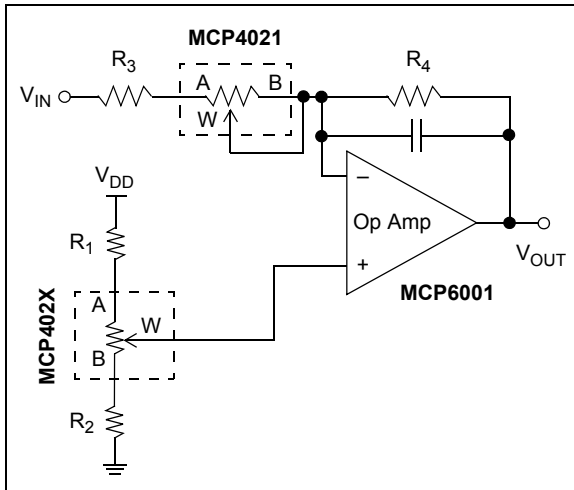 MCP4021
R3
A
B
R4
VIN
W
VDD
−
Op Amp
R1
VOUT
+
MCP6001
MCP402X
A
W
B
R2